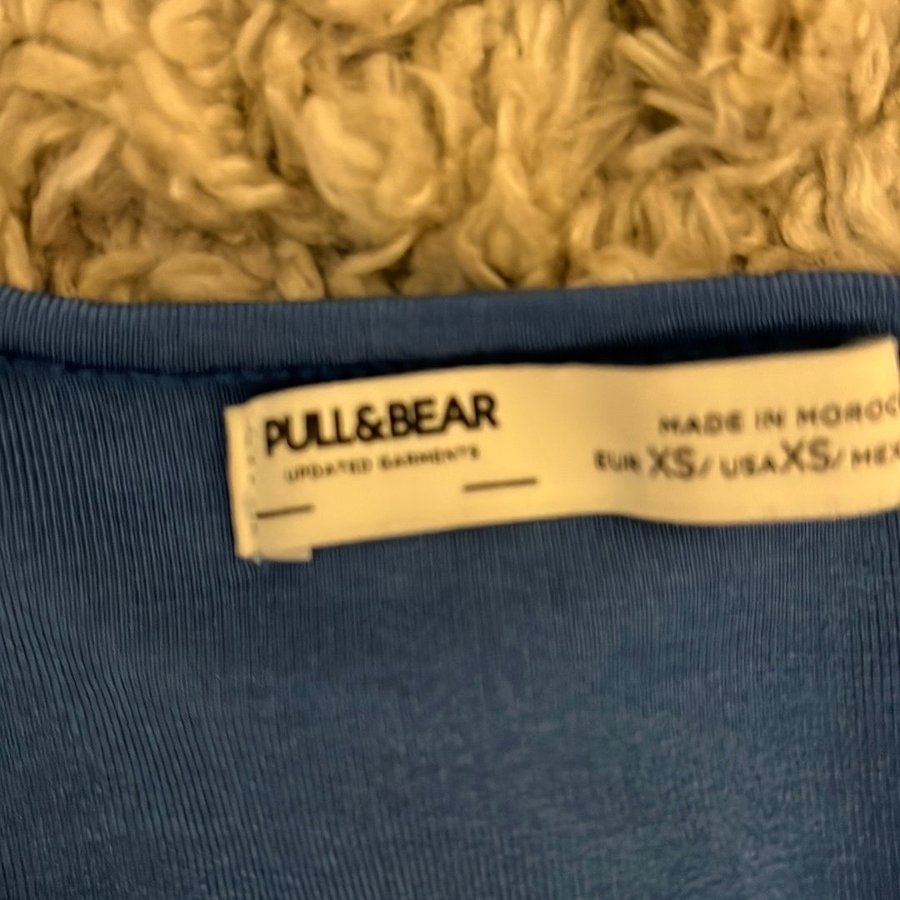 PULL&BEAR
UPDATED GARMENTS
MADE IN MOROC
EUR XS/ USA XS/ MEX